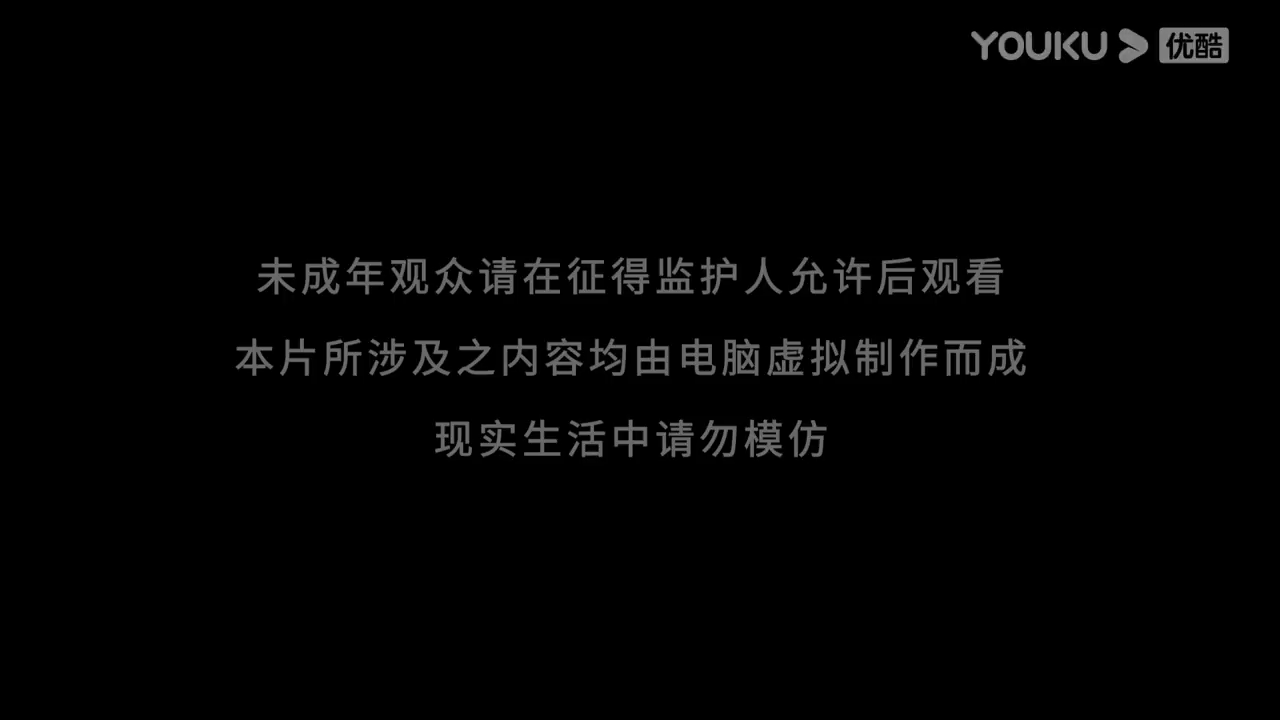 YOUKU 优酷
未成年观众请在征得监护人允许后观看
本片所涉及之内容均由电脑虚拟制作而成
现实生活中请勿模仿